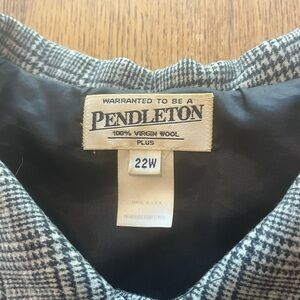 WARRANTED TO BE A
PENDLETON
100% VIRGIN WOOL
PLUS
22W